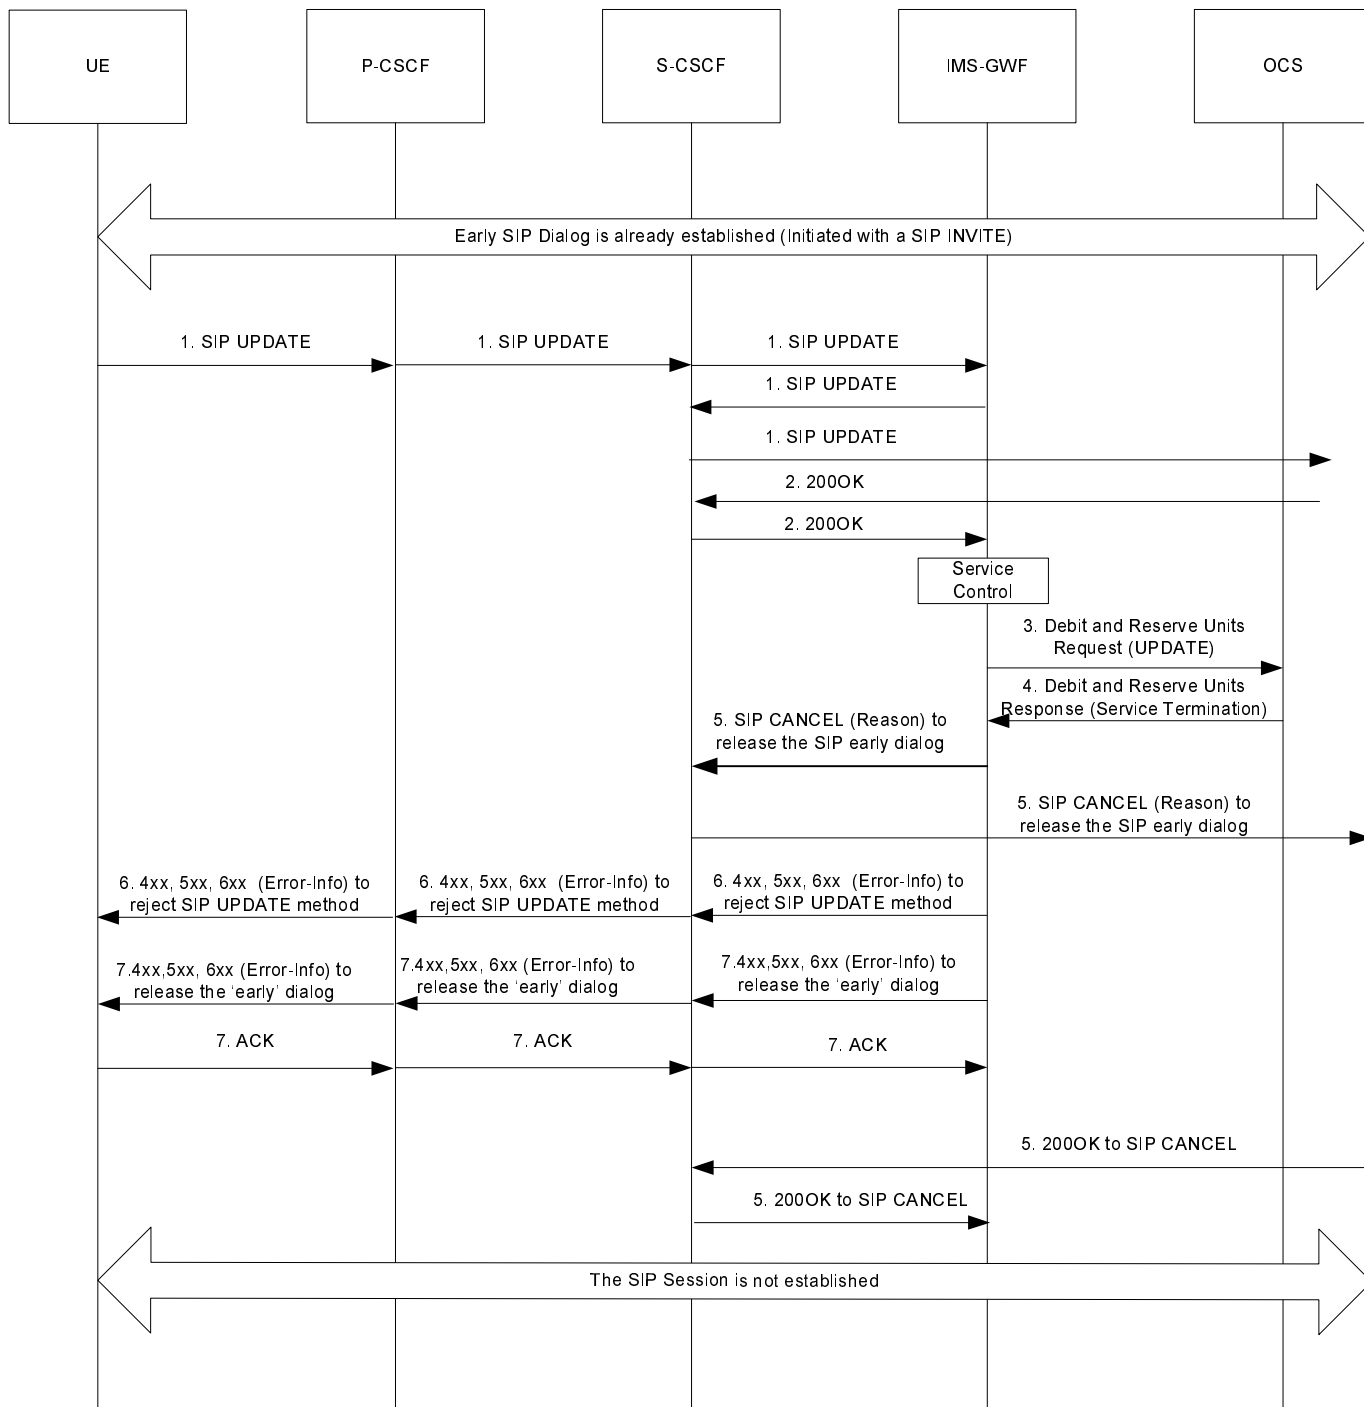 UE
P-CSCF
S-CSCF
IMS-GWF
OCS
Early SIP Dialog is already established (Initiated with a SIP INVITE)
1. SIP UPDATE
1. SIP UPDATE
1. SIP UPDATE
1. SIP UPDATE
1. SIP UPDATE
2. 200OK
2. 200OK
Service
Control
3. Debit and Reserve Units
Request (UPDATE)
4. Debit and Reserve Units
Response (Service Termination)
5. SIP CANCEL (Reason) to
release the SIP early dialog
5. SIP CANCEL (Reason) to
release the SIP early dialog
6. 4xx, 5xx, 6xx (Error-Info) to
reject SIP UPDATE method
6. 4xx, 5xx, 6xx (Error-Info) to
reject SIP UPDATE method
6. 4xx, 5xx, 6xx (Error-Info) to
reject SIP UPDATE method
7.4xx,5xx, 6xx (Error-Info) to
release the ‘early’ dialog
7.4xx,5xx, 6xx (Error-Info) to
release the ‘early’ dialog
7.4xx,5xx, 6xx (Error-Info) to
release the ‘early’ dialog
7. ACK
7. ACK
7. ACK
5. 200OK to SIP CANCEL
5. 200OK to SIP CANCEL
The SIP Session is not established